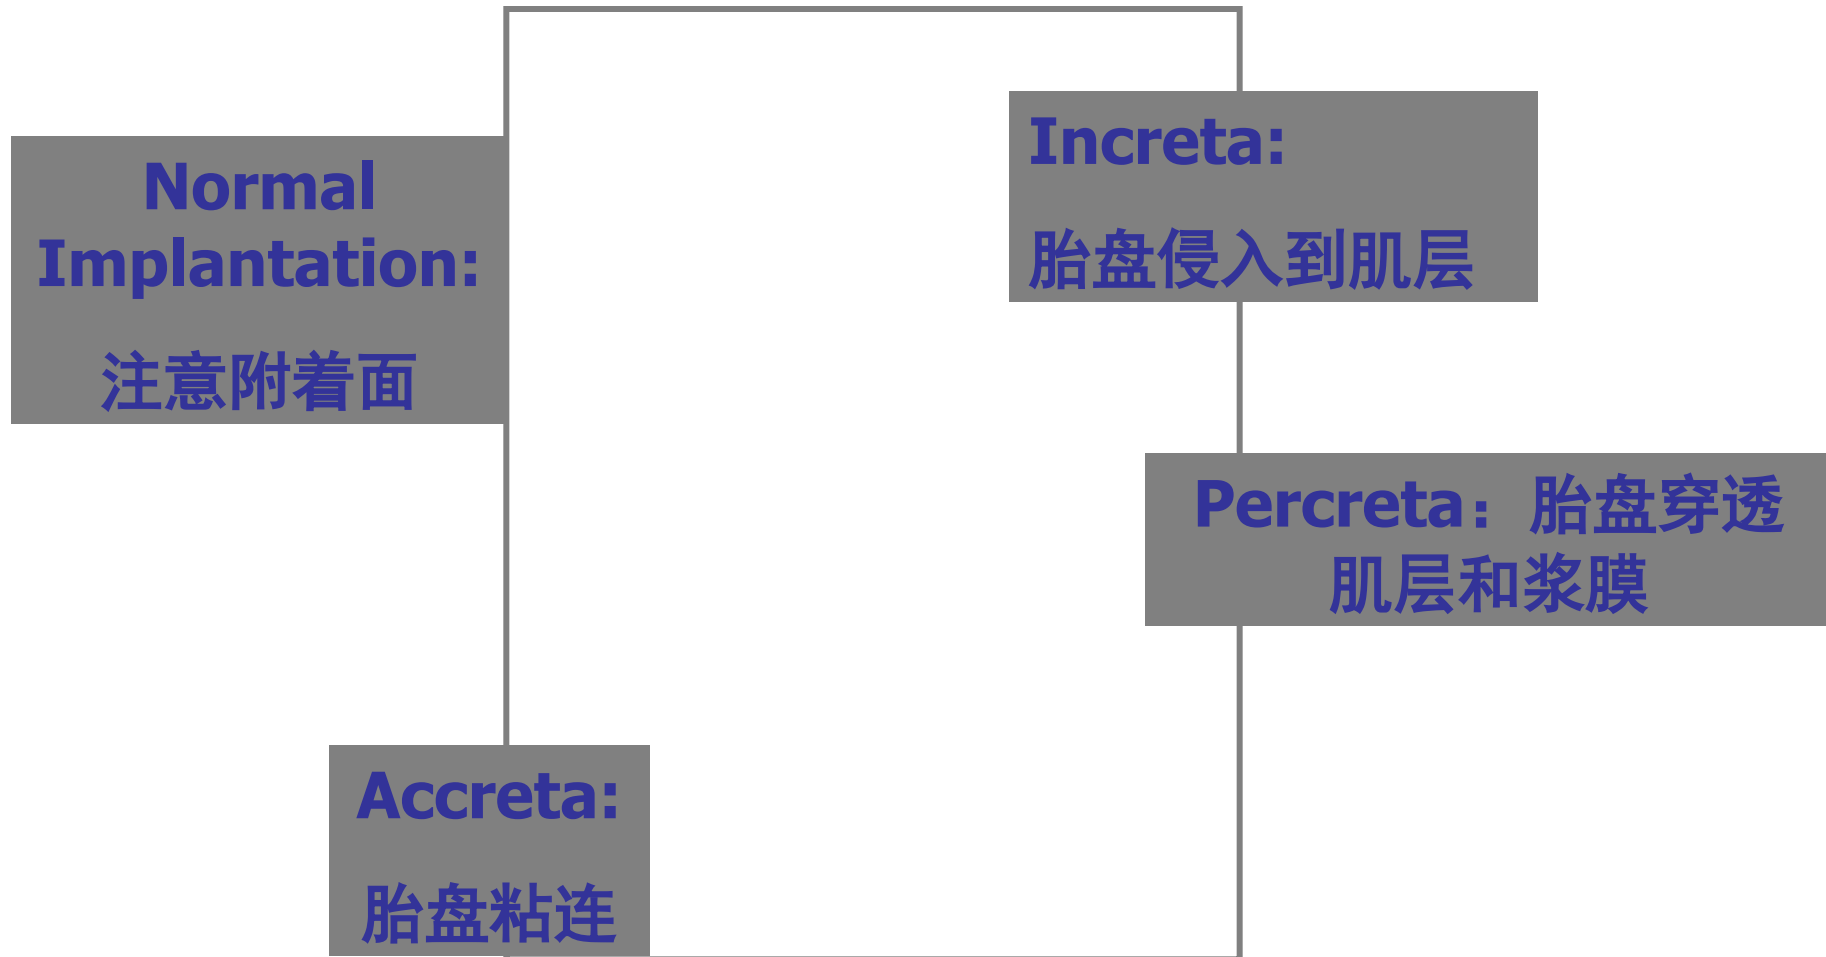 Normal
Implantation:
注意附着面
Increta:
胎盘侵入到肌层
Percreta：胎盘穿透
肌层和浆膜
Accreta:
胎盘粘连